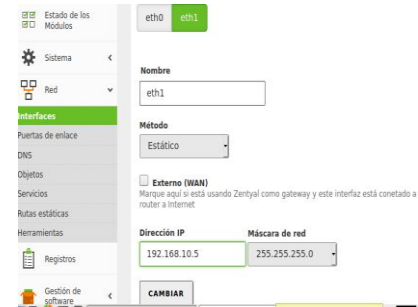 Estado de los
Módulos
Sistema
Red
Interfaces
Puertas de enlace
DNS
Objetos
Servicios
Rutas estáticas
Herramientas
Registros
Gestión de
software
eth0 eth1
Nombre
eth1
Método
Estático
Externo (WAN)
Marque aquí si está usando Zentyal como gateway y este interfaz está conetado a
router a Internet
Dirección IP Máscara de red
192.168.10.5 255.255.255.0
CAMBIAR